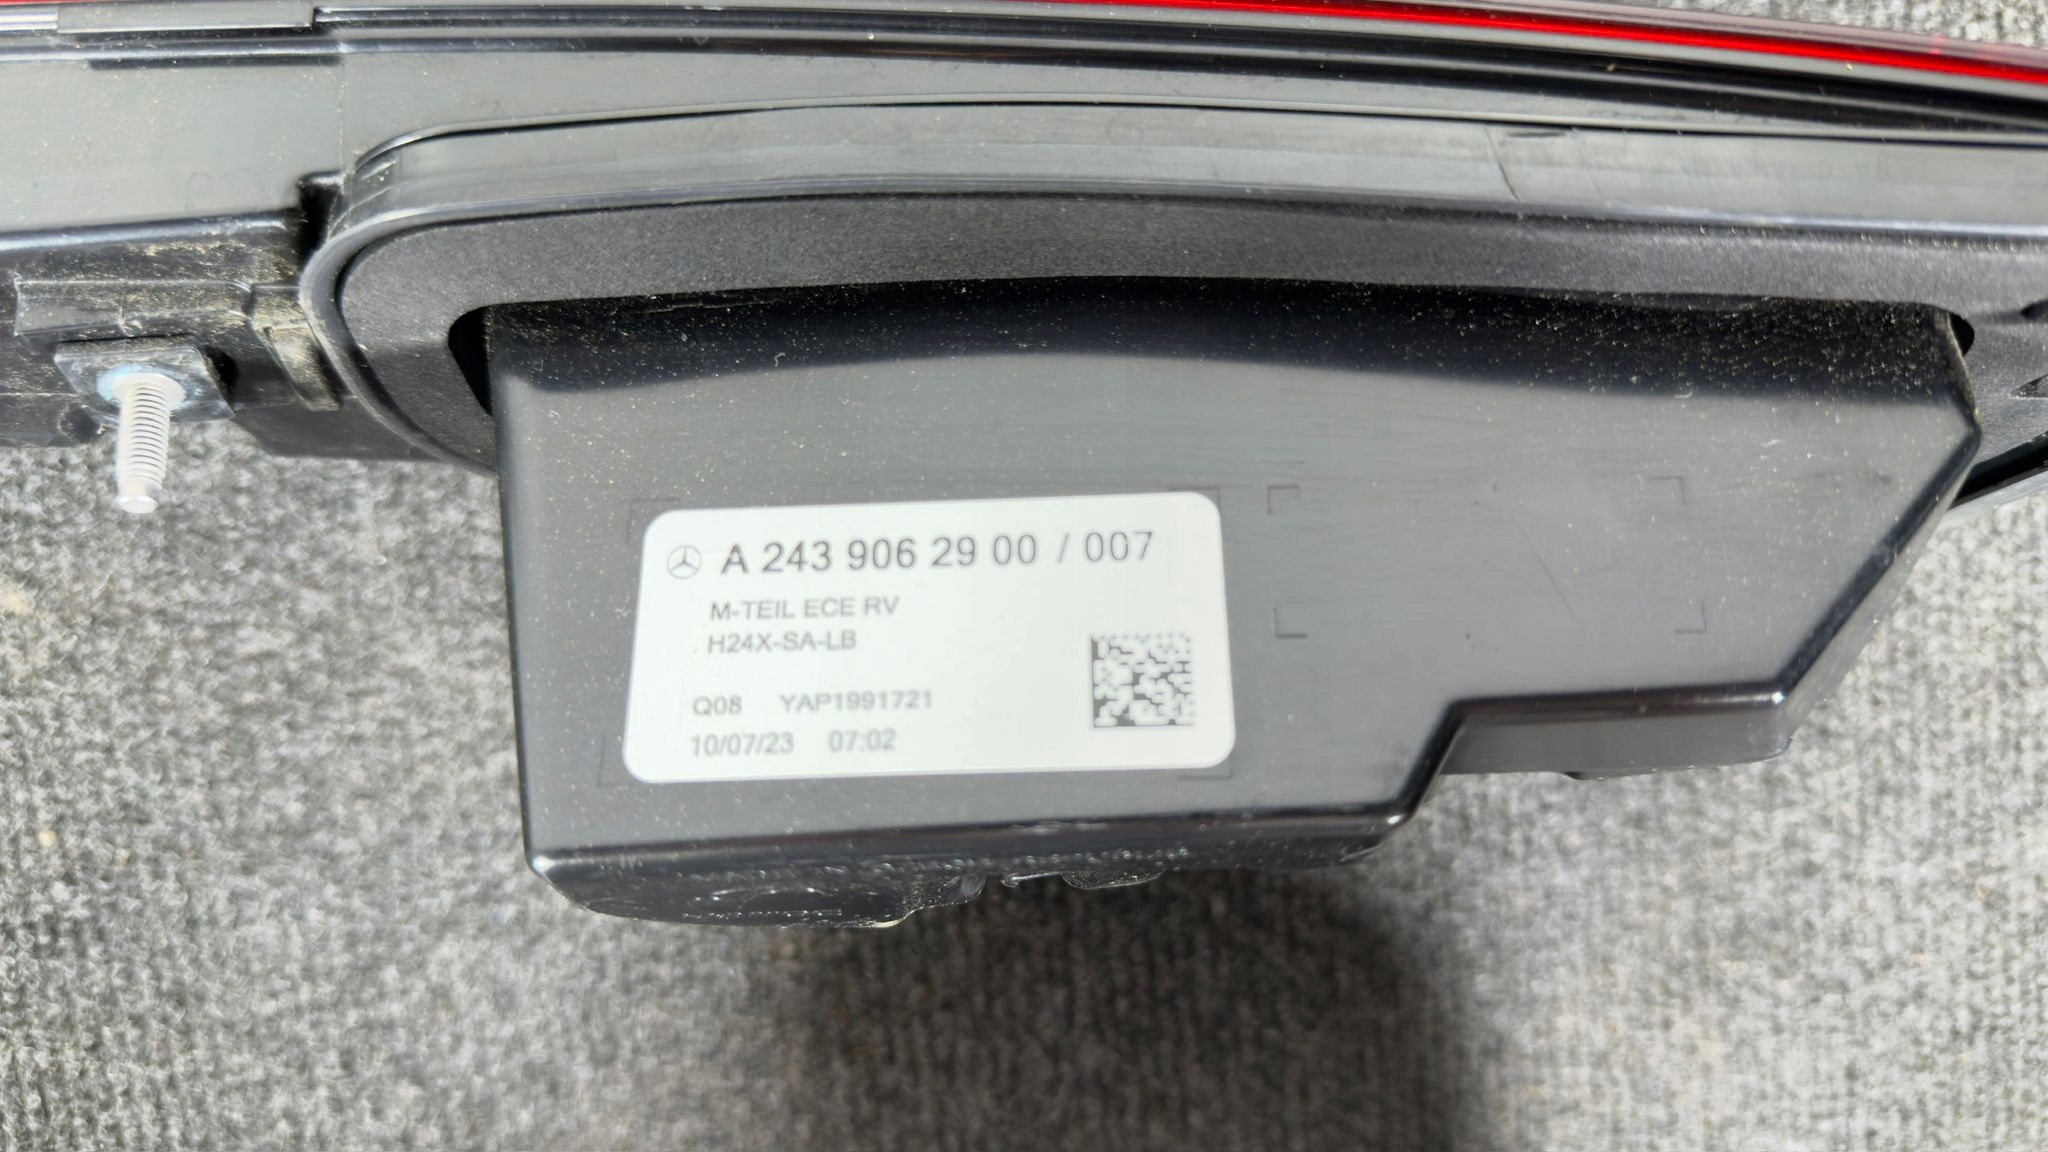 A 243 906 29 00 / 007
M-TEIL ECE RV
H24X-SA-LB
Q08 YAP1991721
10/07/23 07:02